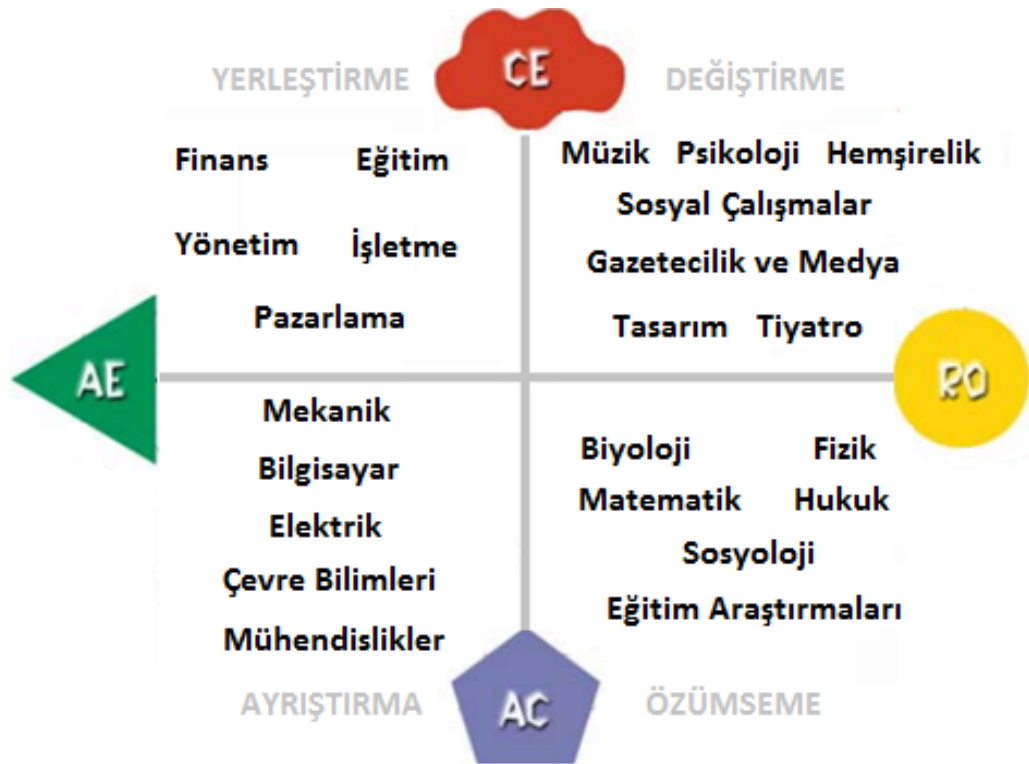 CE
YERLEŞTİRME
DEĞİŞTİRME
Finans Eğitim
Yönetim İşletme
Pazarlama
Müzik Psikoloji Hemşirelik
Sosyal Çalışmalar
Gazetecilik ve Medya
Tasarım Tiyatro
AE
RO
Mekanik
Bilgisayar
Elektrik
Çevre Bilimleri
Mühendislikler
Biyoloji Fizik
Matematik Hukuk
Sosyoloji
Eğitim Araştırmaları
AYRIŞTIRMA
AC
ÖZÜMSEME